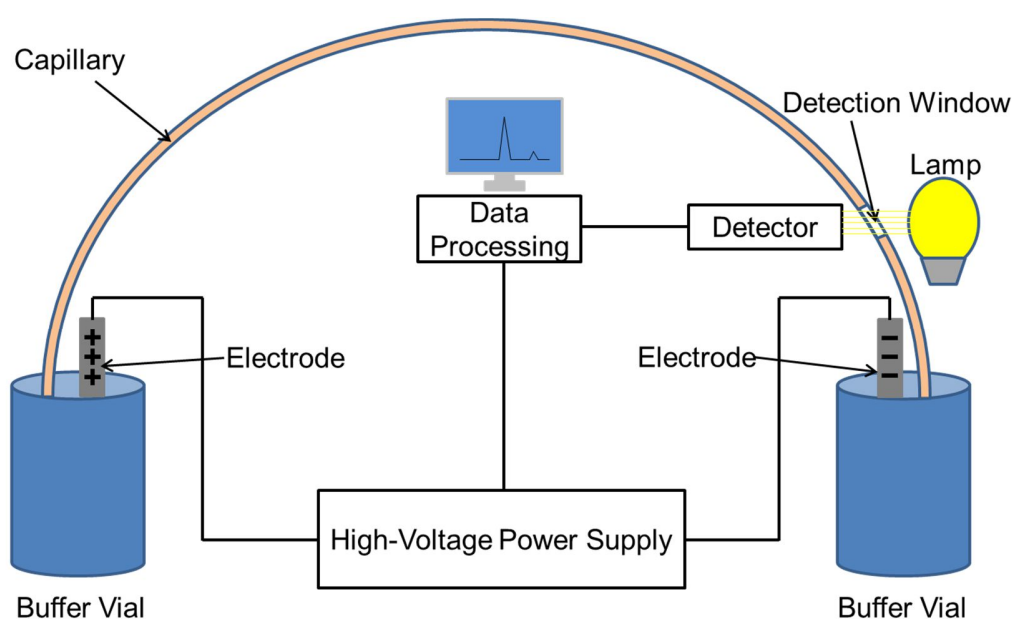 Capillary
Detection Window
Lamp
Data
Processing
Detector
+
+
+
Electrode
Electrode
−
−
−
High-Voltage Power Supply
Buffer Vial
Buffer Vial